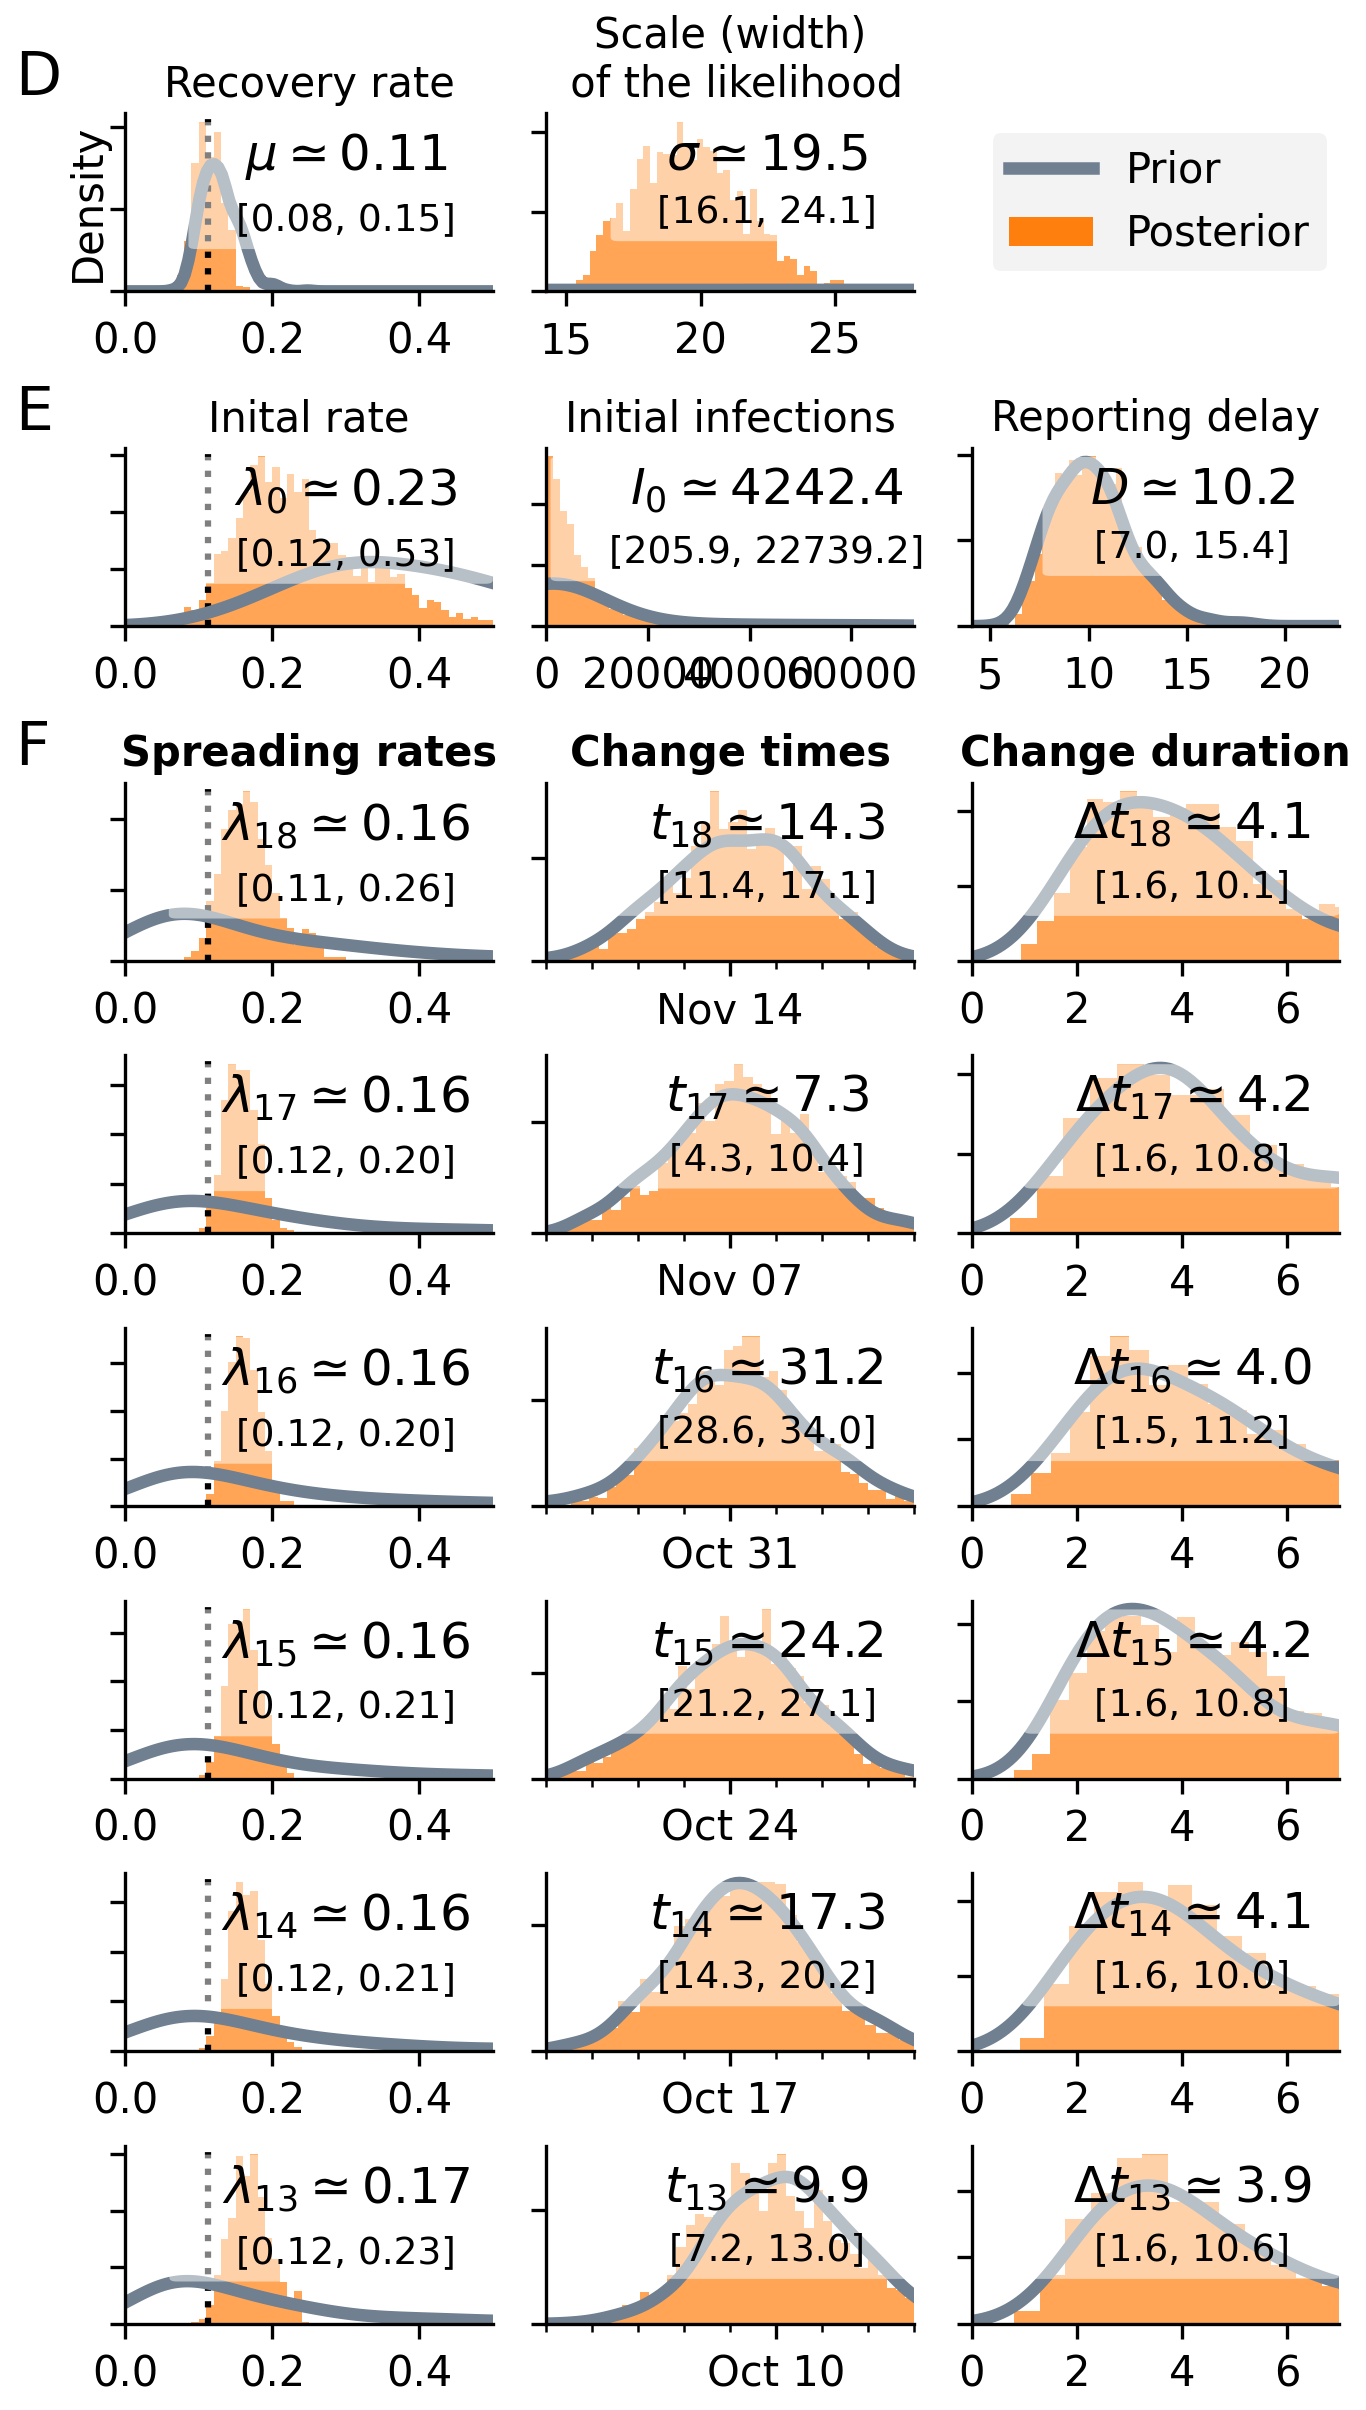 D
Recovery rate
Scale (width)
of the likelihood
Density
μ ≃ 0.11
[0.08, 0.15]
0.0 0.2 0.4
σ ≃ 19.5
[16.1, 24.1]
15 20 25
Prior
Posterior
E
Inital rate
λ0 ≃ 0.23
[0.12, 0.53]
0.0 0.2 0.4
Initial infections
I0 ≃ 4242.4
[205.9, 22739.2]
0 20000 40000 60000
Reporting delay
D ≃ 10.2
[7.0, 15.4]
5 10 15 20
F
Spreading rates Change times Change duration
λ18 ≃ 0.16
[0.11, 0.26]
0.0 0.2 0.4
t18 ≃ 14.3
[11.4, 17.1]
Nov 14
Δt18 ≃ 4.1
[1.6, 10.1]
0 2 4 6
λ17 ≃ 0.16
[0.12, 0.20]
0.0 0.2 0.4
t17 ≃ 7.3
[4.3, 10.4]
Nov 07
Δt17 ≃ 4.2
[1.6, 10.8]
0 2 4 6
λ16 ≃ 0.16
[0.12, 0.20]
0.0 0.2 0.4
t16 ≃ 31.2
[28.6, 34.0]
Oct 31
Δt16 ≃ 4.0
[1.5, 11.2]
0 2 4 6
λ15 ≃ 0.16
[0.12, 0.21]
0.0 0.2 0.4
t15 ≃ 24.2
[21.2, 27.1]
Oct 24
Δt15 ≃ 4.2
[1.6, 10.8]
0 2 4 6
λ14 ≃ 0.16
[0.12, 0.21]
0.0 0.2 0.4
t14 ≃ 17.3
[14.3, 20.2]
Oct 17
Δt14 ≃ 4.1
[1.6, 10.0]
0 2 4 6
λ13 ≃ 0.17
[0.12, 0.23]
0.0 0.2 0.4
t13 ≃ 9.9
[7.2, 13.0]
Oct 10
Δt13 ≃ 3.9
[1.6, 10.6]
0 2 4 6